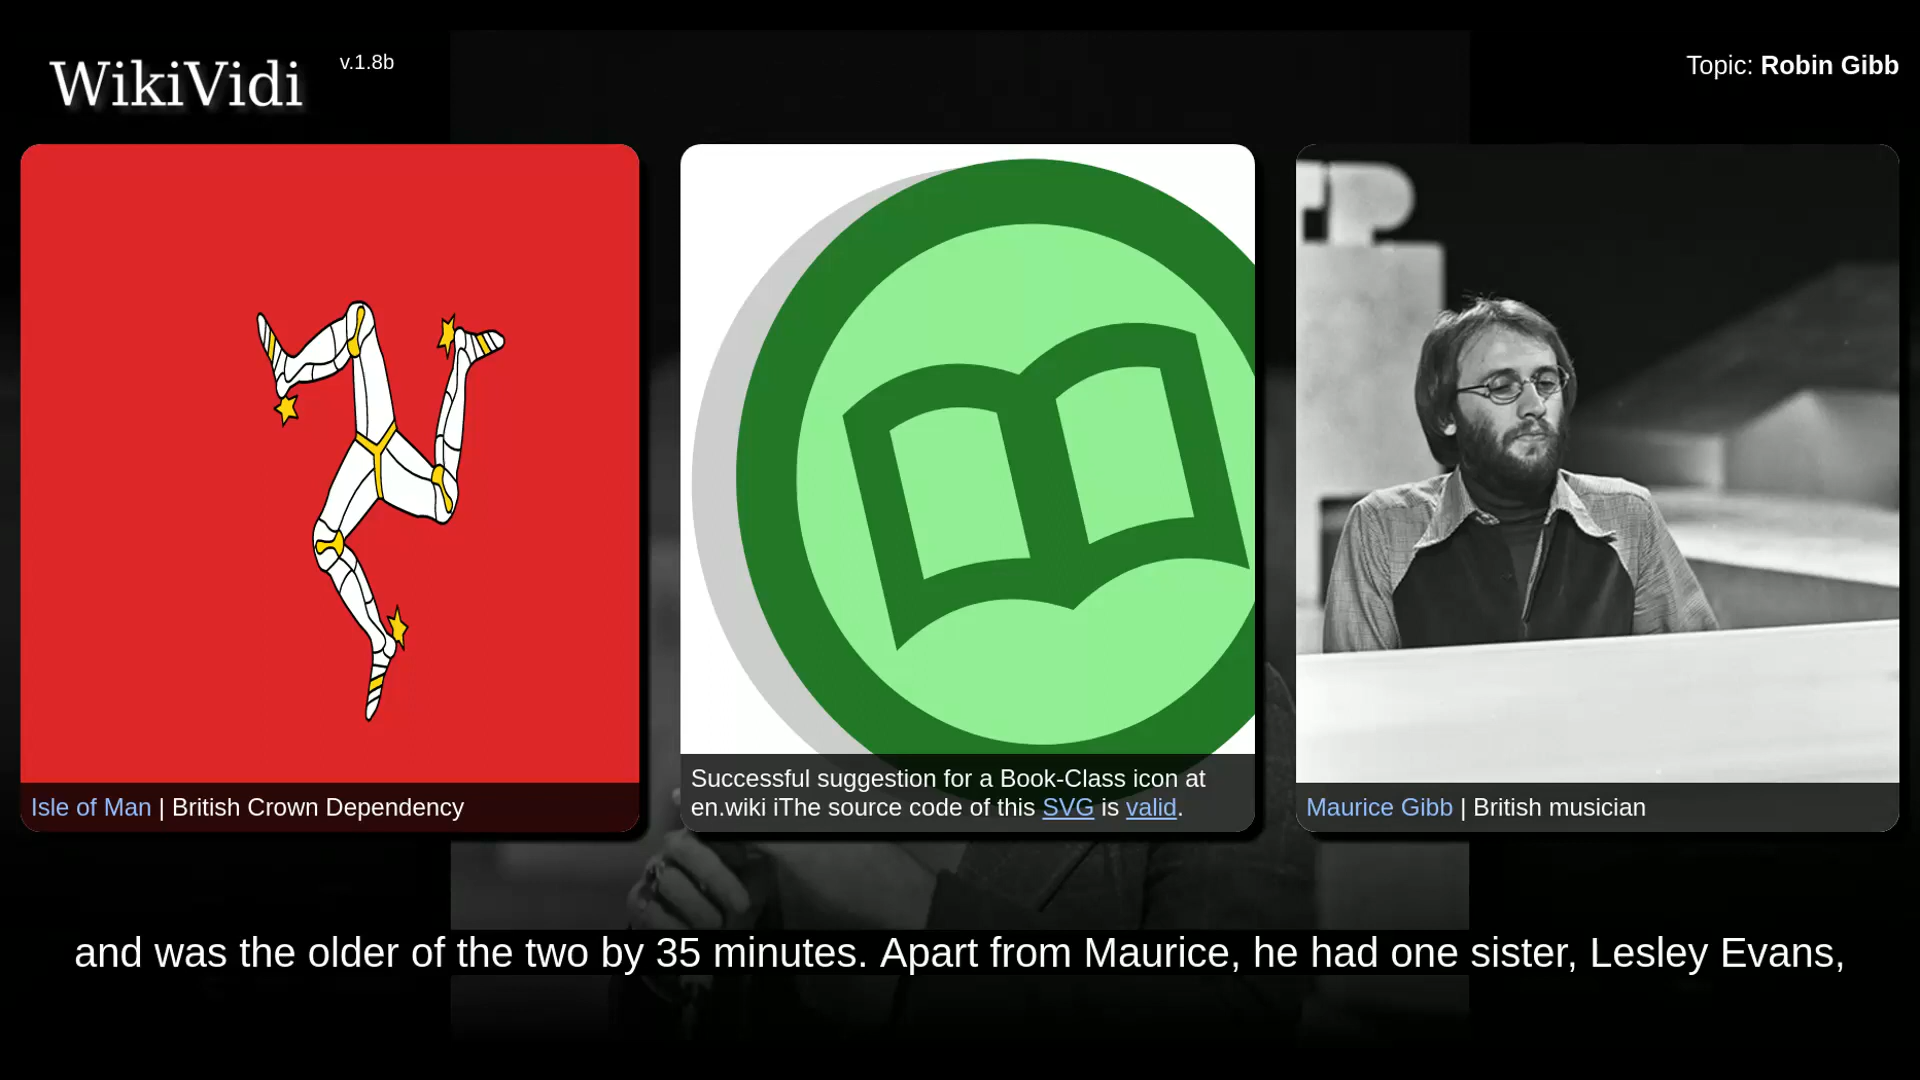 WikiVidi
v.1.8b
Topic: Robin Gibb
TP
Isle of Man | British Crown Dependency
Successful suggestion for a Book-Class icon at
en.wiki iThe source code of this SVG is valid.
Maurice Gibb | British musician
and was the older of the two by 35 minutes. Apart from Maurice, he had one sister, Lesley Evans,